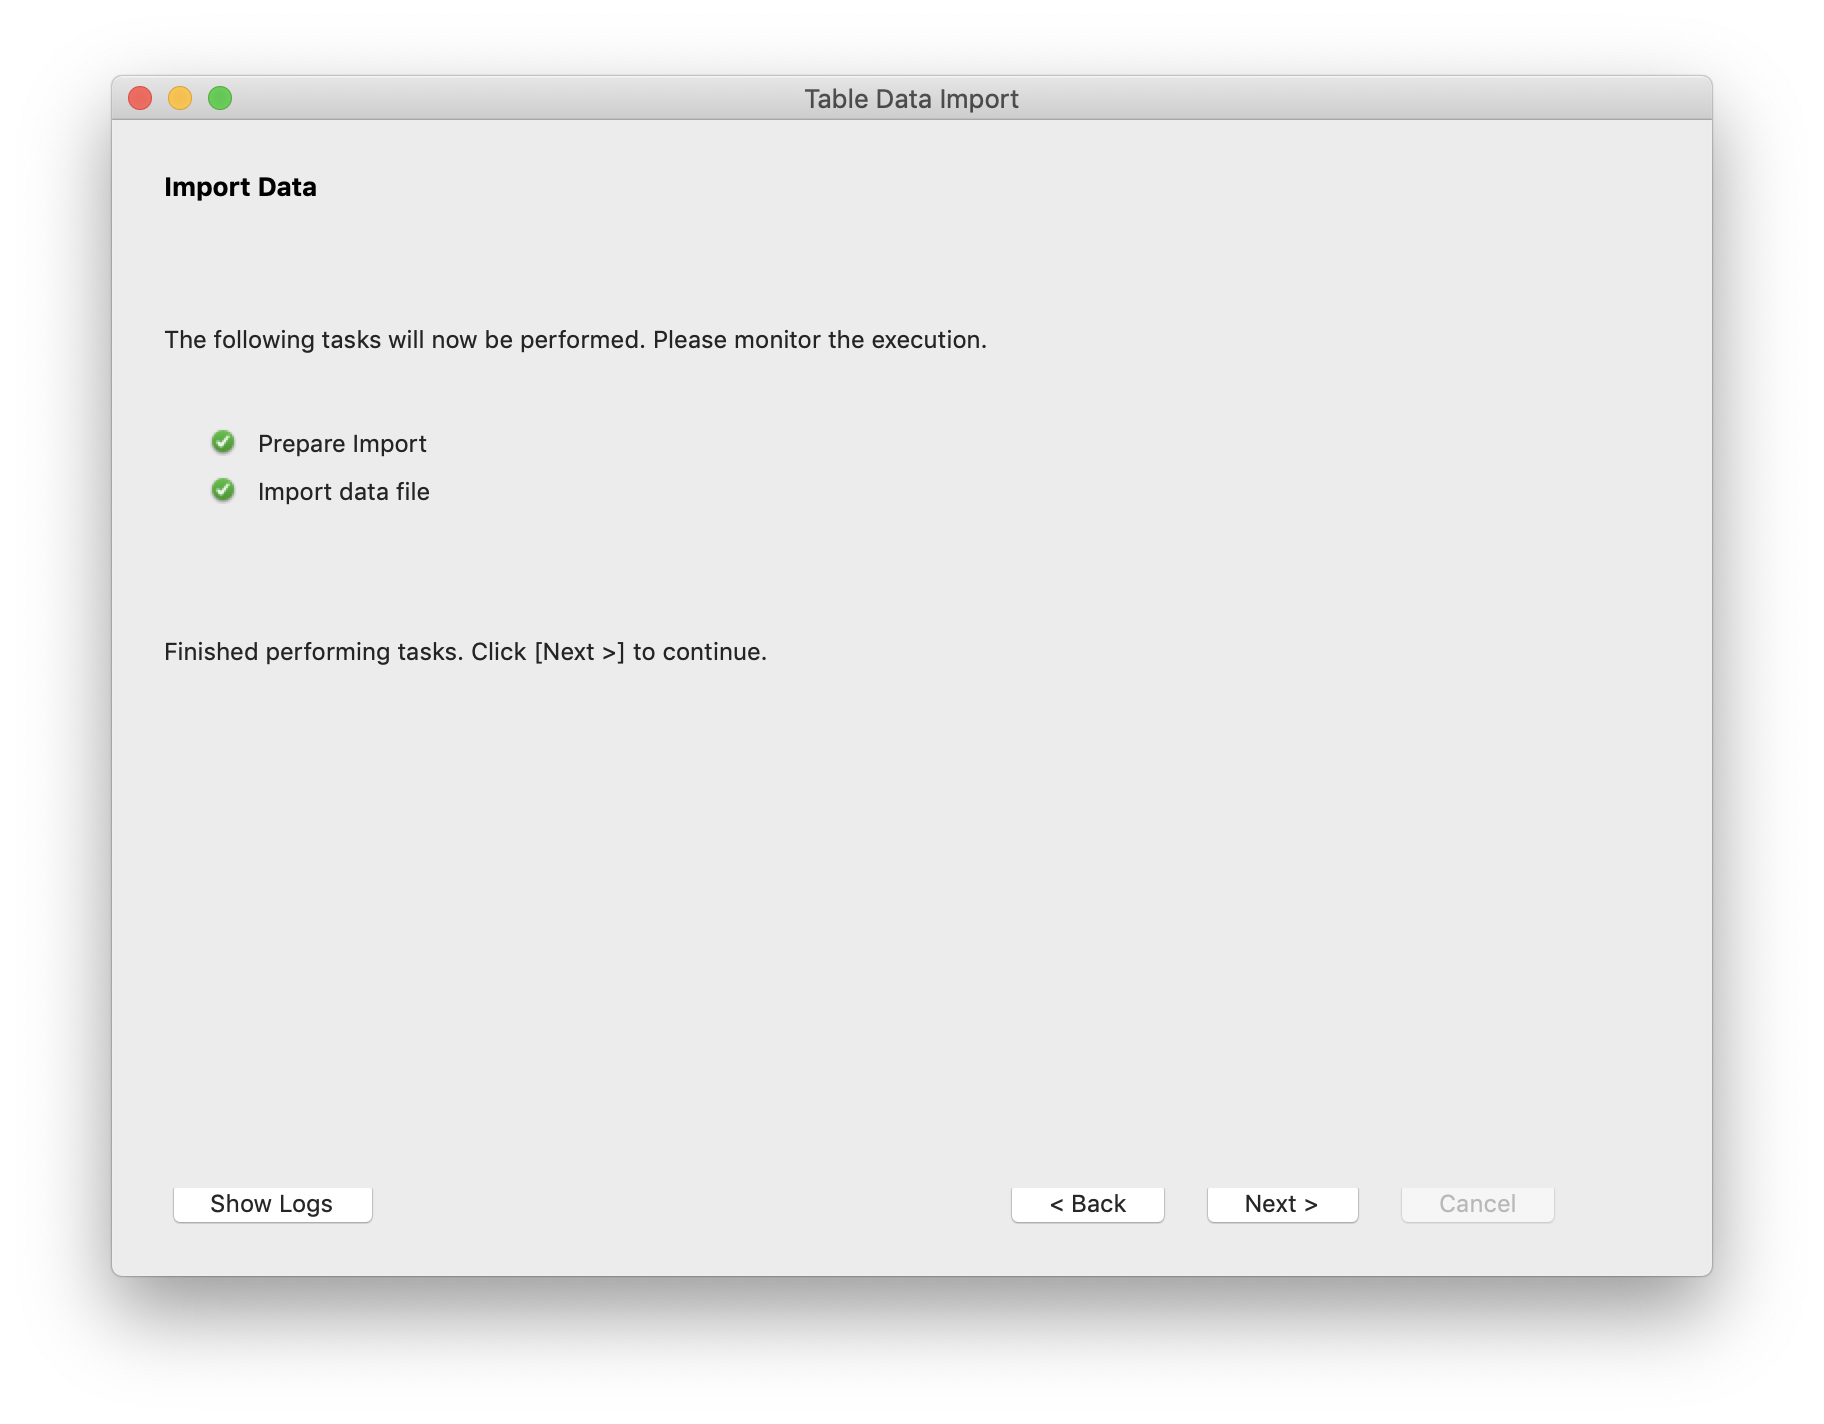 Table Data Import
Import Data
The following tasks will now be performed. Please monitor the execution.
Prepare Import
Import data file
Finished performing tasks. Click [Next >] to continue.
Show Logs
< Back
Next >
Cancel